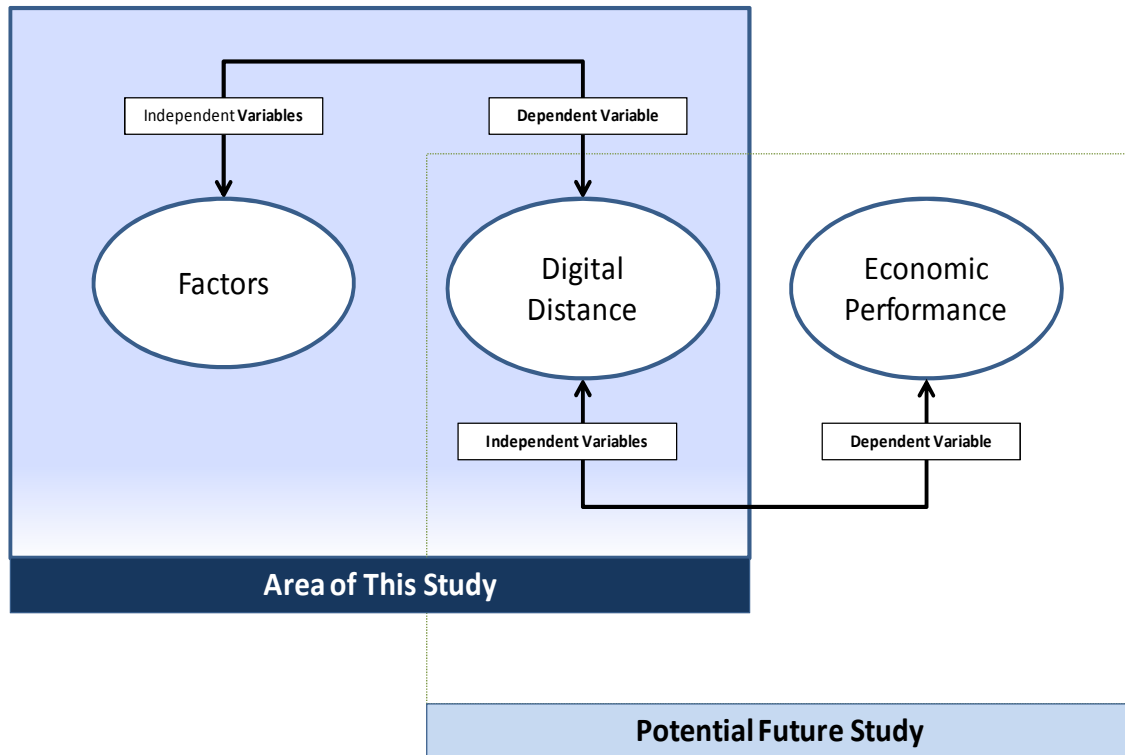 Independent Variables
Dependent Variable
Factors
Digital
Distance
Economic
Performance
Independent Variables
Dependent Variable
Area of This Study
Potential Future Study